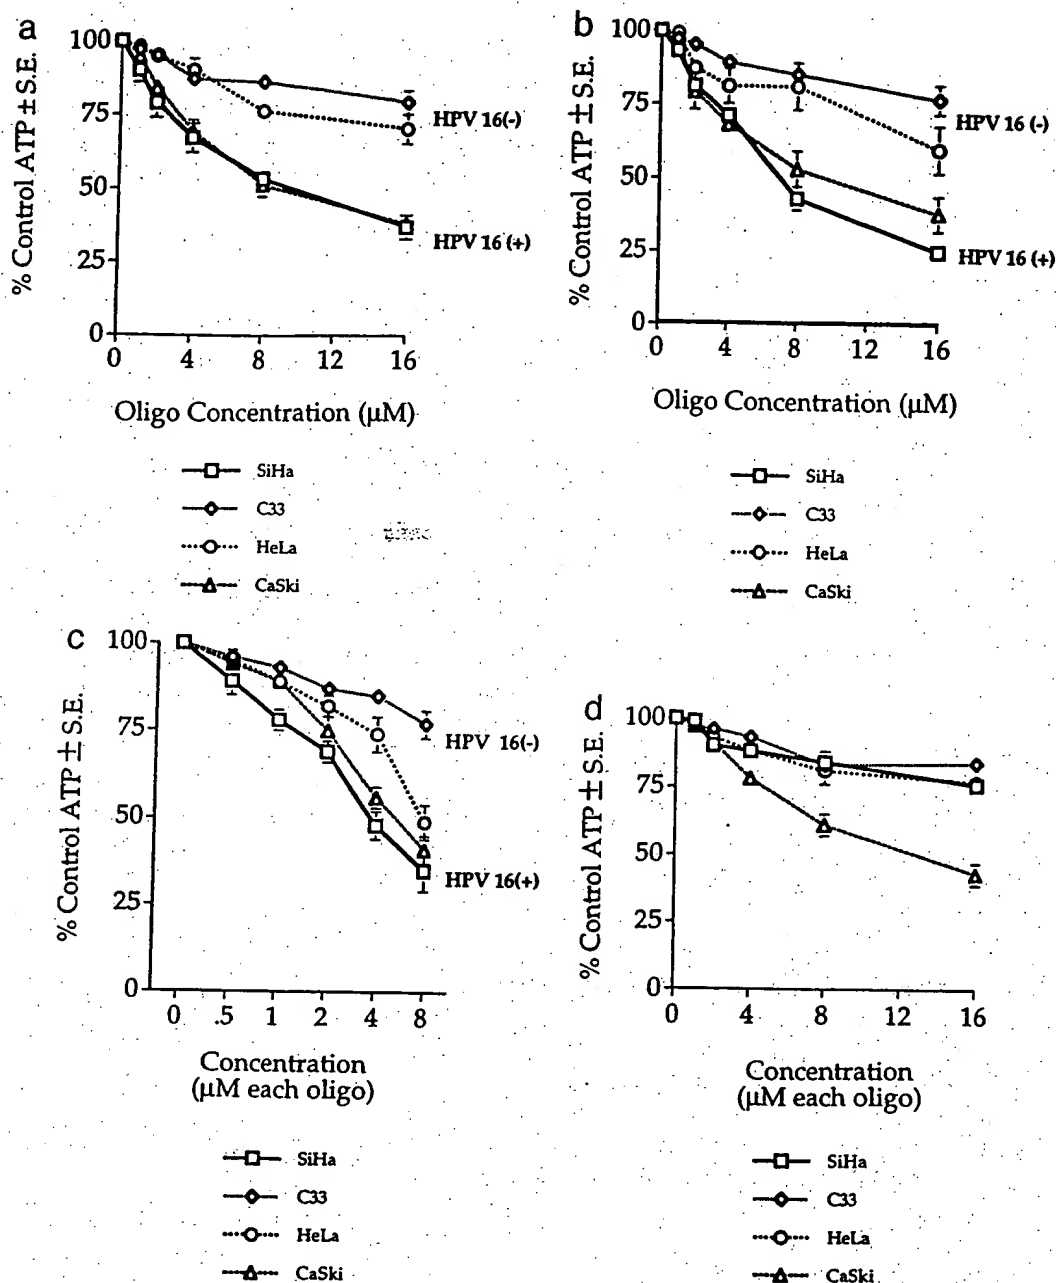 a
% Control ATP ± S.E.
100
75
50
25
0
0 4 8 12 16
HPV 16(-)
HPV 16 (+)
Oligo Concentration (μM)
SiHa
C33
HeLa
CaSki
b
% Control ATP ± S.E.
100
75
50
25
0
0 4 8 12 16
HPV 16 (-)
HPV 16 (+)
Oligo Concentration (μM)
SiHa
C33
HeLa
CaSki
c
% Control ATP ± S.E.
100
75
50
25
0
0 .5 1 2 4 8
HPV 16(-)
HPV 16(+)
Concentration
(μM each oligo)
SiHa
C33
HeLa
CaSki
d
% Control ATP ± S.E.
100
75
50
25
0
0 4 8 12 16
Concentration
(μM each oligo)
SiHa
C33
HeLa
CaSki